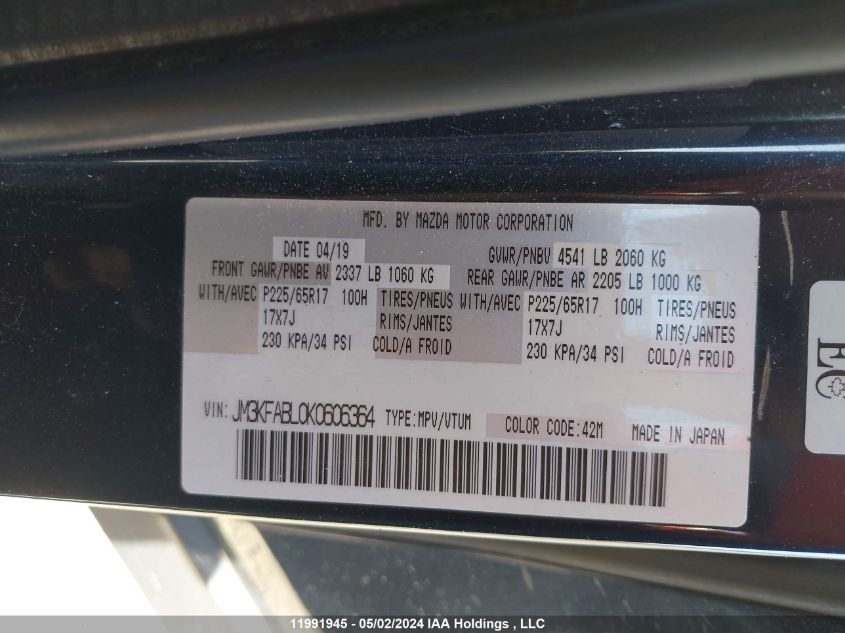 MFD. BY MAZDA MOTOR CORPORATION
DATE 04/19 GVWR/PNBV 4541 LB 2060 KG
FRONT GAWR/PNBE AV 2337 LB 1060 KG REAR GAWR/PNBE AR 2205 LB 1000 KG
WITH/AVEC P225/65R17 100H TIRES/PNEUS WITH/AVEC P225/65R17 100H TIRES/PNEUS
17X7J RIMS/JANTES 17X7J RIMS/JANTES
230 KPA/34 PSI COLD/A FROID 230 KPA/34 PSI COLD/A FROID
VIN: JM3KFABL0K0606364 TYPE:MPV/VTUM COLOR CODE:42M MADE IN JAPAN
EC
11991945 - 05/02/2024 IAA Holdings , LLC